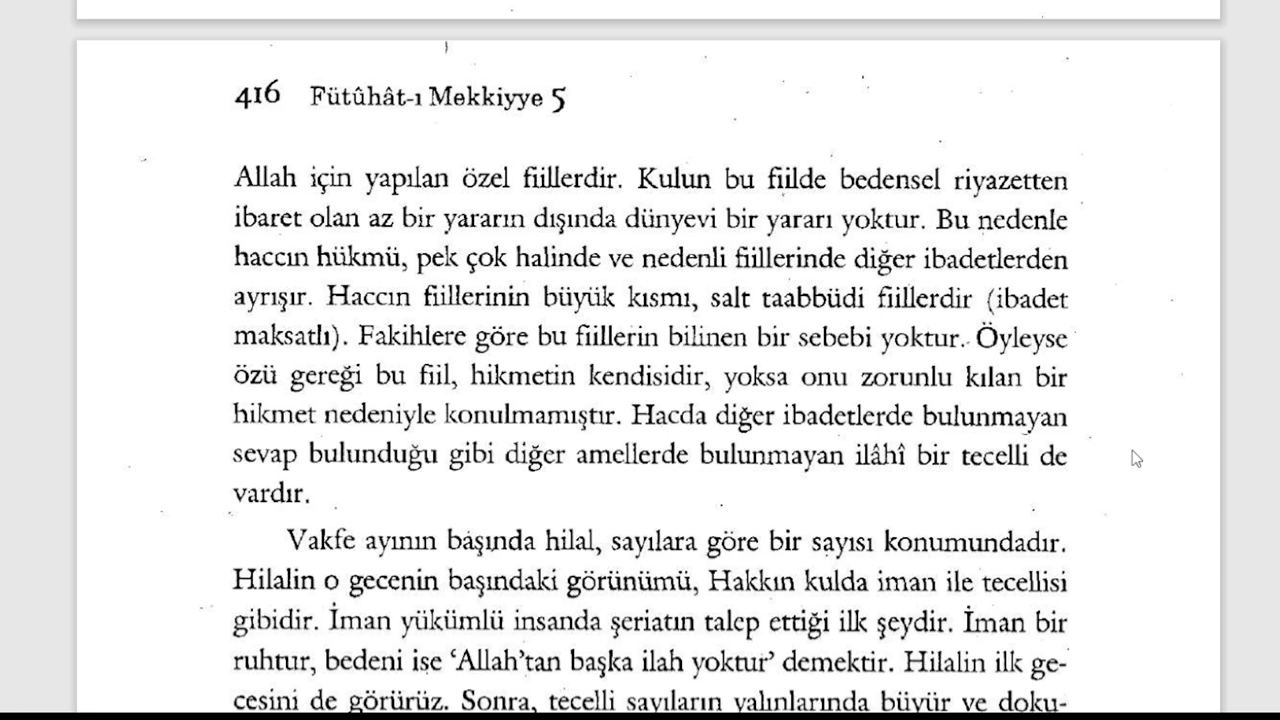 416 Fütûhât-ı Mekkiyye 5
Allah için yapılan özel fiillerdir. Kulun bu fiilde bedensel riyazetten
ibaret olan az bir yararın dışında dünyevi bir yararı yoktur. Bu nedenle
haccın hükmü, pek çok halinde ve nedenli fiillerinde diğer ibadetlerden
ayrışır. Haccın fiillerinin büyük kısmı, salt taabbüdi fiillerdir (ibadet
maksatlı). Fakihlere göre bu fiillerin bilinen bir sebebi yoktur. Öyleyse
özü gereği bu fiil, hikmetin kendisidir, yoksa onu zorunlu kılan bir
hikmet nedeniyle konulmamıştır. Hacda diğer ibadetlerde bulunmayan
sevap bulunduğu gibi diğer amellerde bulunmayan ilâhî bir tecelli de
vardır.
Vakfe ayının başında hilal, sayılara göre bir sayısı konumundadır.
Hilalin o gecenin başındaki görünümü, Hakkın kulda iman ile tecellisi
gibidir. İman yükümlü insanda şeriatın talep ettiği ilk şeydir. İman bir
ruhtur, bedeni ise ‘Allah’tan başka ilah yoktur’ demektir. Hilalin ilk ge-
cesini de görürüz. Sonra, tecelli sayıların yalınlarında büyür ve doku-